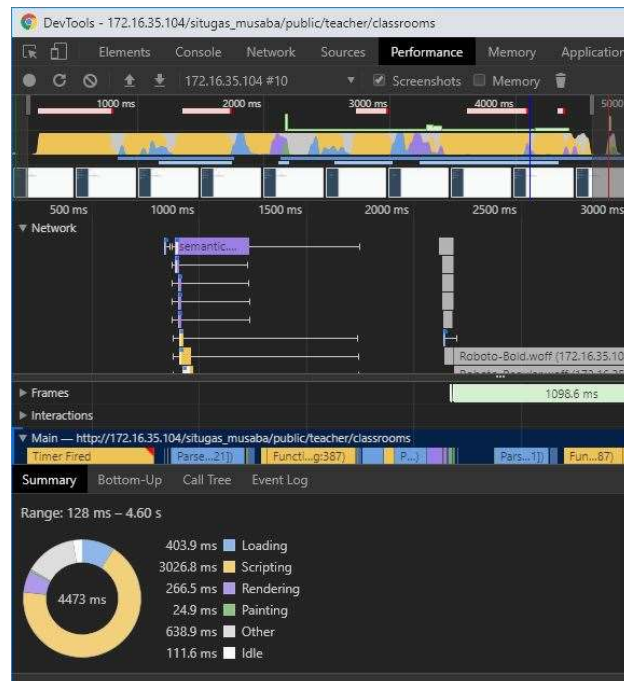 DevTools - 172.16.35.104/situgas_musaba/public/teacher/classrooms
Elements Console Network Sources Performance Memory Application
172.16.35.104 #10 Screenshots Memory
1000 ms 2000 ms 3000 ms 4000 ms 5000
500 ms 1000 ms 1500 ms 2000 ms 2500 ms 3000 ms
Network
semantic....
Roboto-Bold.woff (172.16.35.10
Frames 1098.6 ms
Interactions
Main — http://172.16.35.104/situgas_musaba/public/teacher/classrooms
Timer Fired Parse...21]) Functi...g:387) P...) Pars...1]) Fun...87)
Summary Bottom-Up Call Tree Event Log
Range: 128 ms – 4.60 s
403.9 ms Loading
3026.8 ms Scripting
4473 ms 266.5 ms Rendering
24.9 ms Painting
638.9 ms Other
111.6 ms Idle